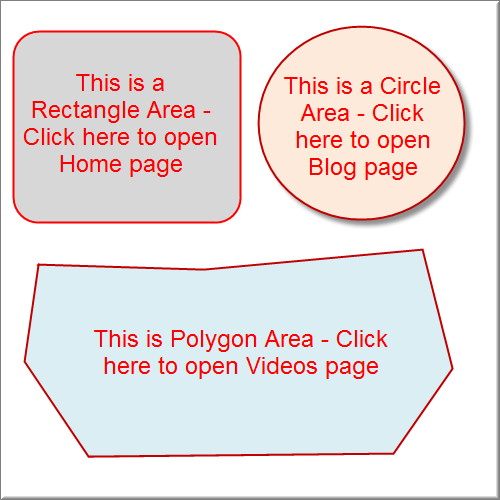 This is a
Rectangle Area -
Click here to open
Home page
This is a Circle
Area - Click
here to open
Blog page
This is Polygon Area - Click
here to open Videos page